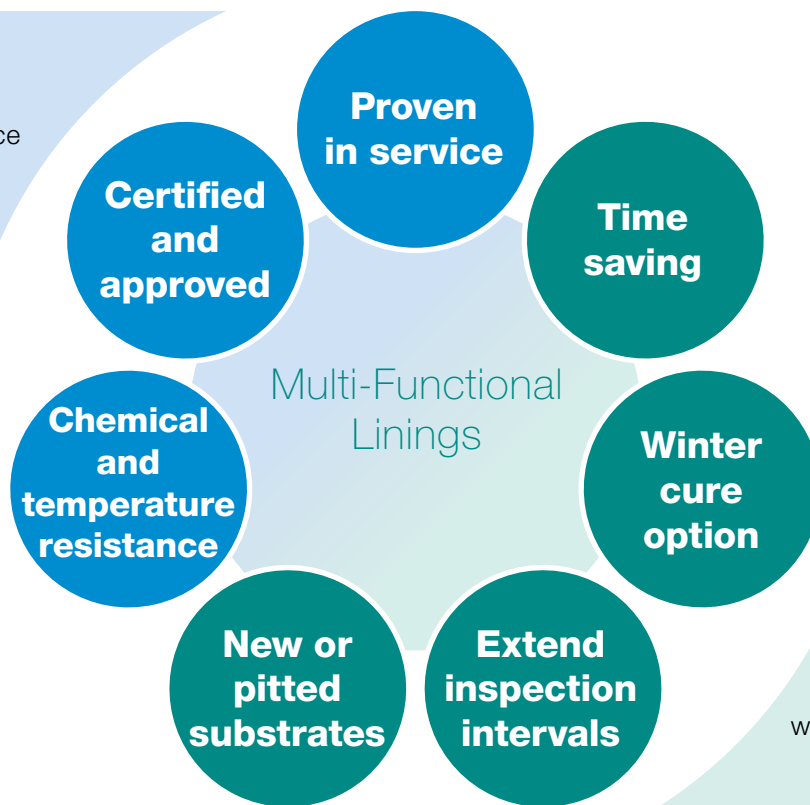 Proven
in service
Certified
and
approved
Time
saving
Multi-Functional
Linings
Chemical
and
temperature
resistance
Winter
cure
option
New or
pitted
substrates
Extend
inspection
intervals